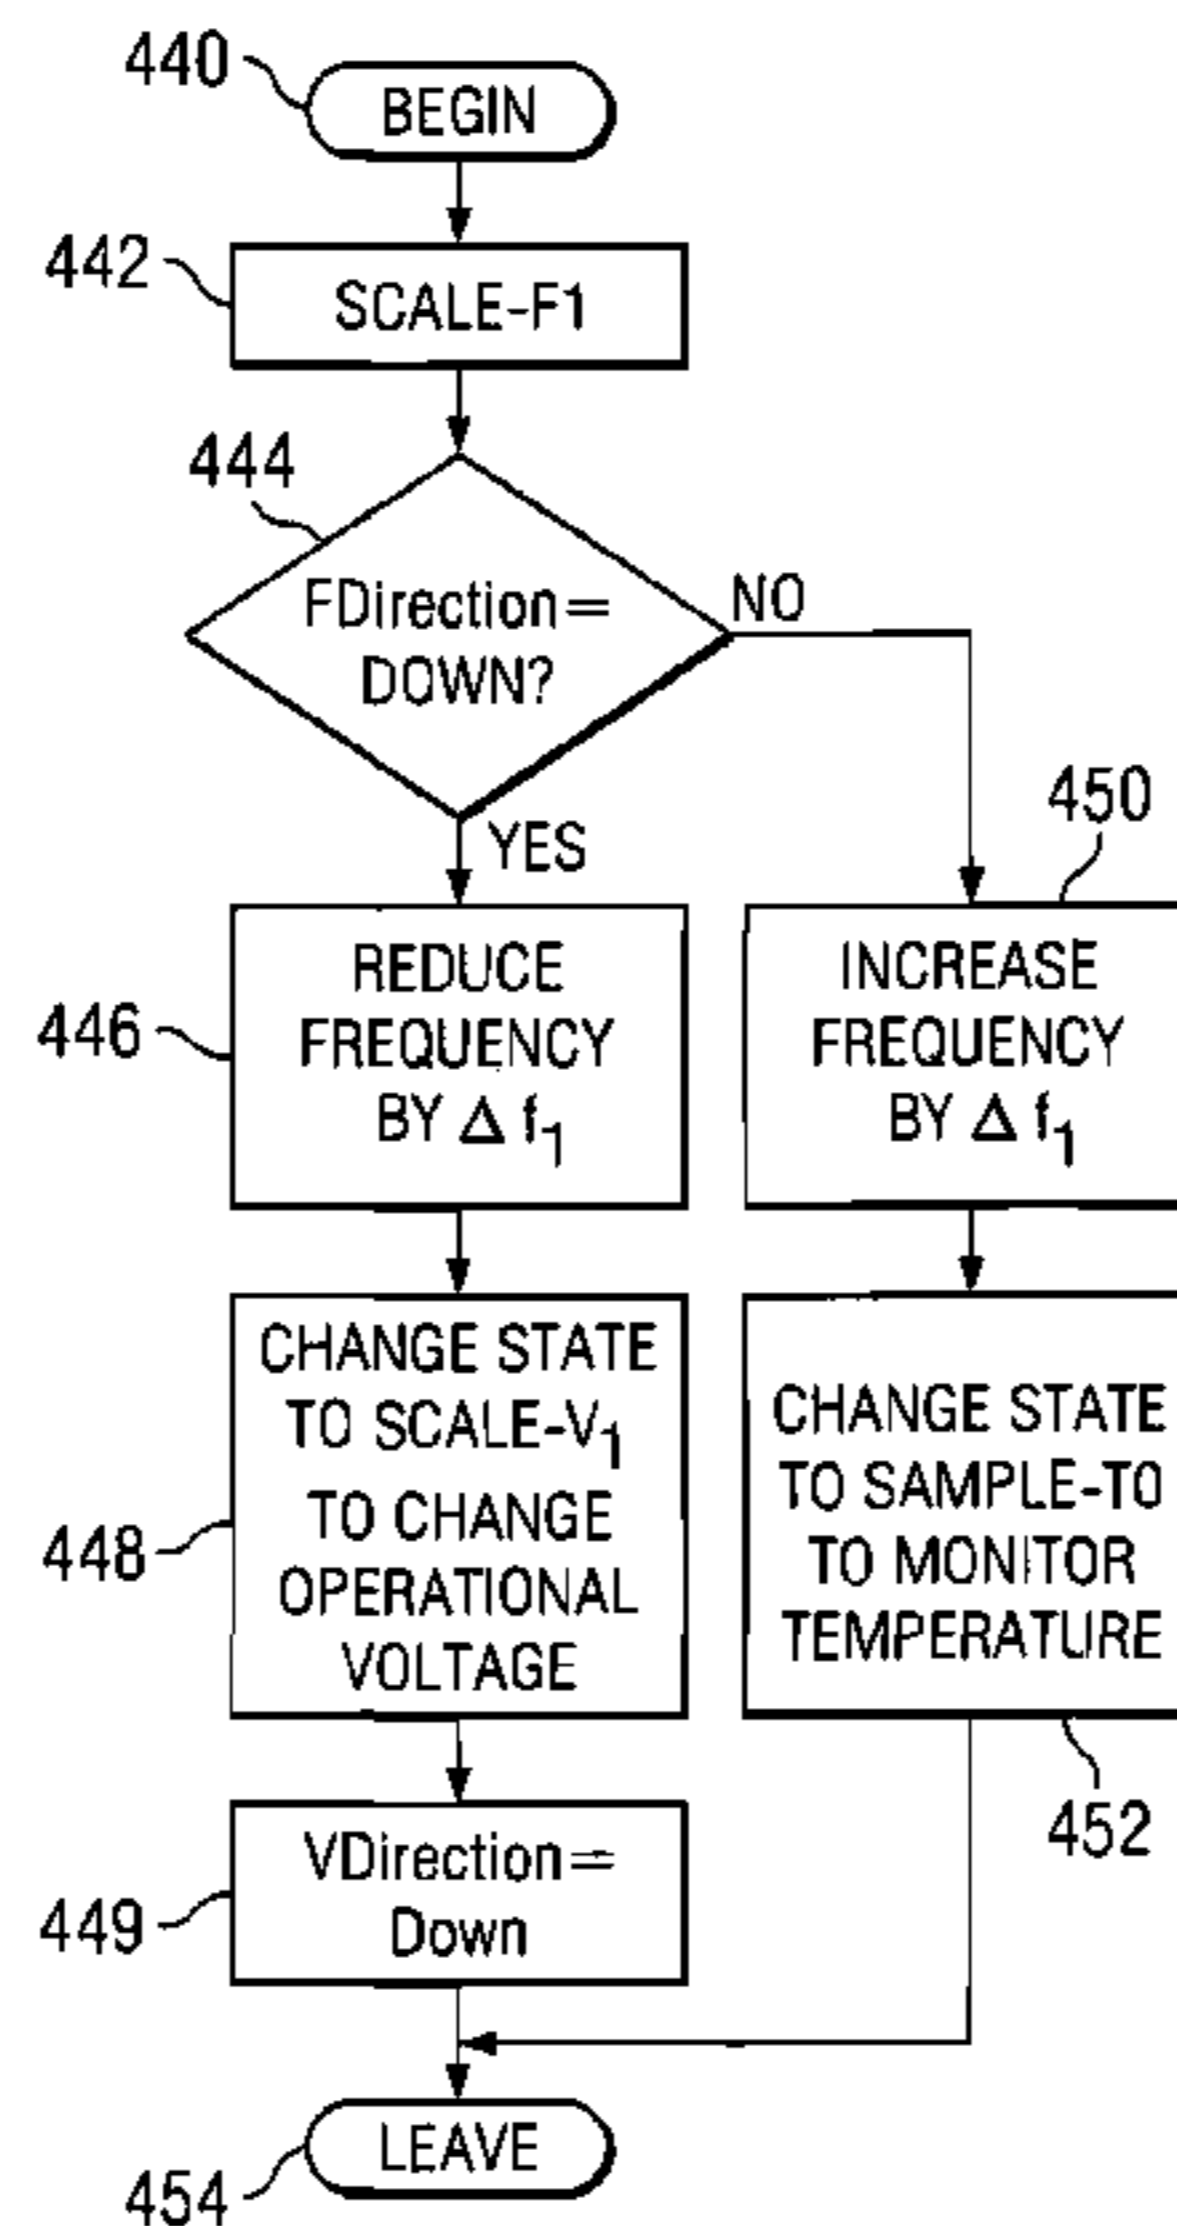 440
BEGIN
442
SCALE-F1
444
FDirection=
DOWN?
NO
YES
446
REDUCE
FREQUENCY
BY Δ f₁
450
INCREASE
FREQUENCY
BY Δ f₁
448
CHANGE STATE
TO SCALE-V₁
TO CHANGE
OPERATIONAL
VOLTAGE
CHANGE STATE
TO SAMPLE-T0
TO MONITOR
TEMPERATURE
452
449
VDirection=
Down
LEAVE
454